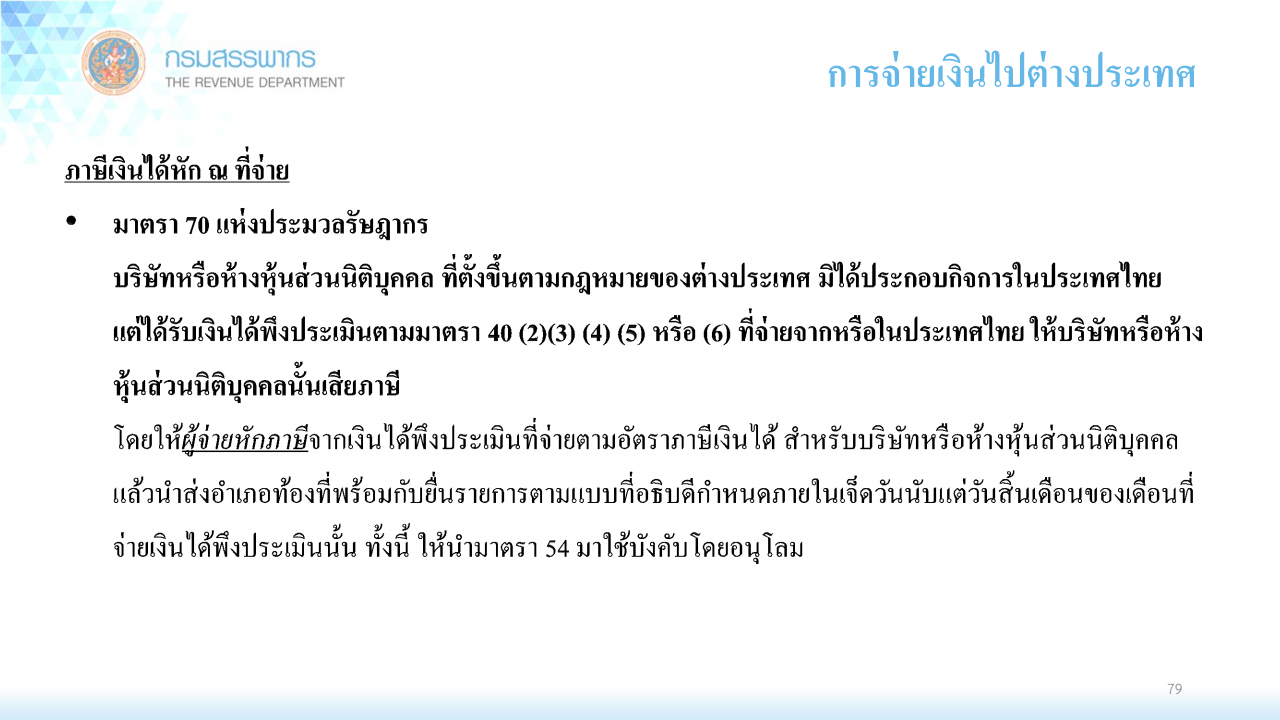 กรมสรรพากร
THE REVENUE DEPARTMENT
การจ่ายเงินไปต่างประเทศ
ภาษีเงินได้หัก ณ ที่จ่าย
• มาตรา 70 แห่งประมวลรัษฎากร
บริษัทหรือห้างหุ้นส่วนนิติบุคคล ที่ตั้งขึ้นตามกฎหมายของต่างประเทศ มิได้ประกอบกิจการในประเทศไทย
แต่ได้รับเงินได้พึงประเมินตามมาตรา 40 (2)(3) (4) (5) หรือ (6) ที่จ่ายจากหรือในประเทศไทย ให้บริษัทหรือห้าง
หุ้นส่วนนิติบุคคลนั้นเสียภาษี
โดยให้ผู้จ่ายหักภาษีจากเงินได้พึงประเมินที่จ่ายตามอัตราภาษีเงินได้ สำหรับบริษัทหรือห้างหุ้นส่วนนิติบุคคล
แล้วนำส่งอำเภอท้องที่พร้อมกับยื่นรายการตามแบบที่อธิบดีกำหนดภายในเจ็ดวันนับแต่วันสิ้นเดือนของเดือนที่
จ่ายเงินได้พึงประเมินนั้น ทั้งนี้ ให้นำมาตรา 54 มาใช้บังคับโดยอนุโลม
79